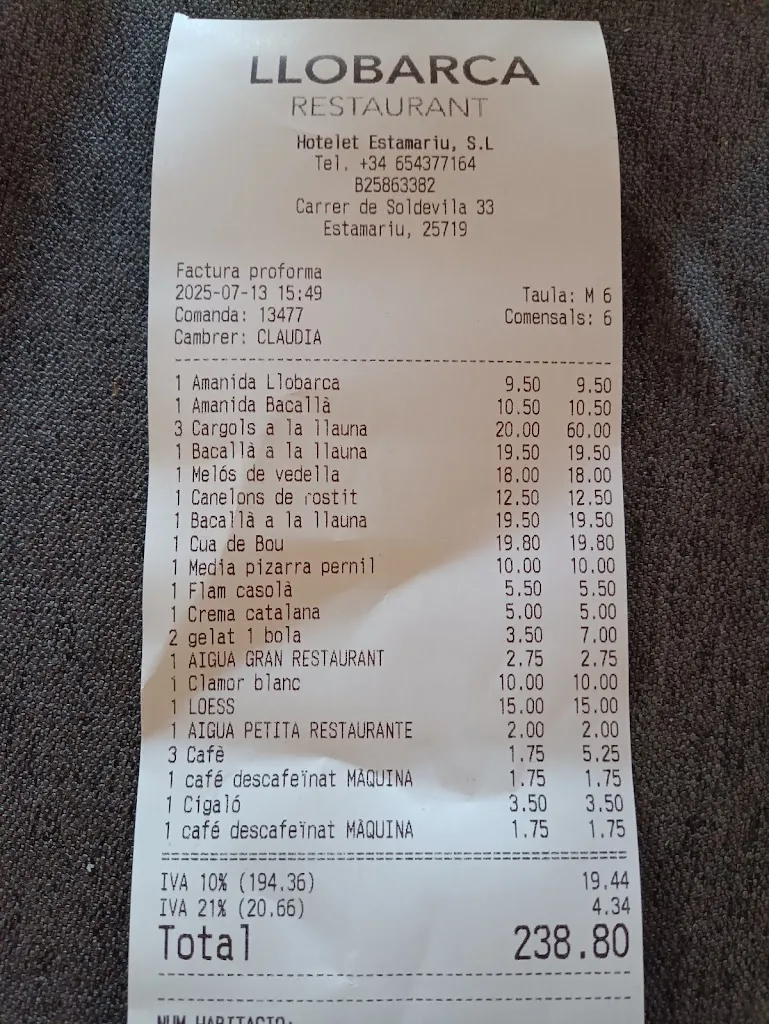 LLOBARCA
RESTAURANT
Hotelet Estamariu, S.L
Tel. +34 654377164
B25863382
Carrer de Soldevila 33
Estamariu, 25719
Factura proforma
2025-07-13 15:49 Taula: M 6
Comanda: 13477 Comensals: 6
Cambrer: CLAUDIA
1 Amanida Llobarca 9.50 9.50
1 Amanida Bacallà 10.50 10.50
3 Cargols a la llauna 20.00 60.00
1 Bacallà a la llauna 19.50 19.50
1 Melós de vedella 18.00 18.00
1 Canelons de rostit 12.50 12.50
1 Bacallà a la llauna 19.50 19.50
1 Cua de Bou 19.80 19.80
1 Media pizarra pernil 10.00 10.00
1 Flam casolà 5.50 5.50
1 Crema catalana 5.00 5.00
2 gelat 1 bola 3.50 7.00
1 AIGUA GRAN RESTAURANT 2.75 2.75
1 Clamor blanc 10.00 10.00
1 LOESS 15.00 15.00
1 AIGUA PETITA RESTAURANTE 2.00 2.00
3 Cafè 1.75 5.25
1 café descafeïnat MÀQUINA 1.75 1.75
1 Cigaló 3.50 3.50
1 café descafeïnat MÀQUINA 1.75 1.75
IVA 10% (194.36) 19.44
IVA 21% (20.66) 4.34
Total 238.80
NUM HABITACIO: